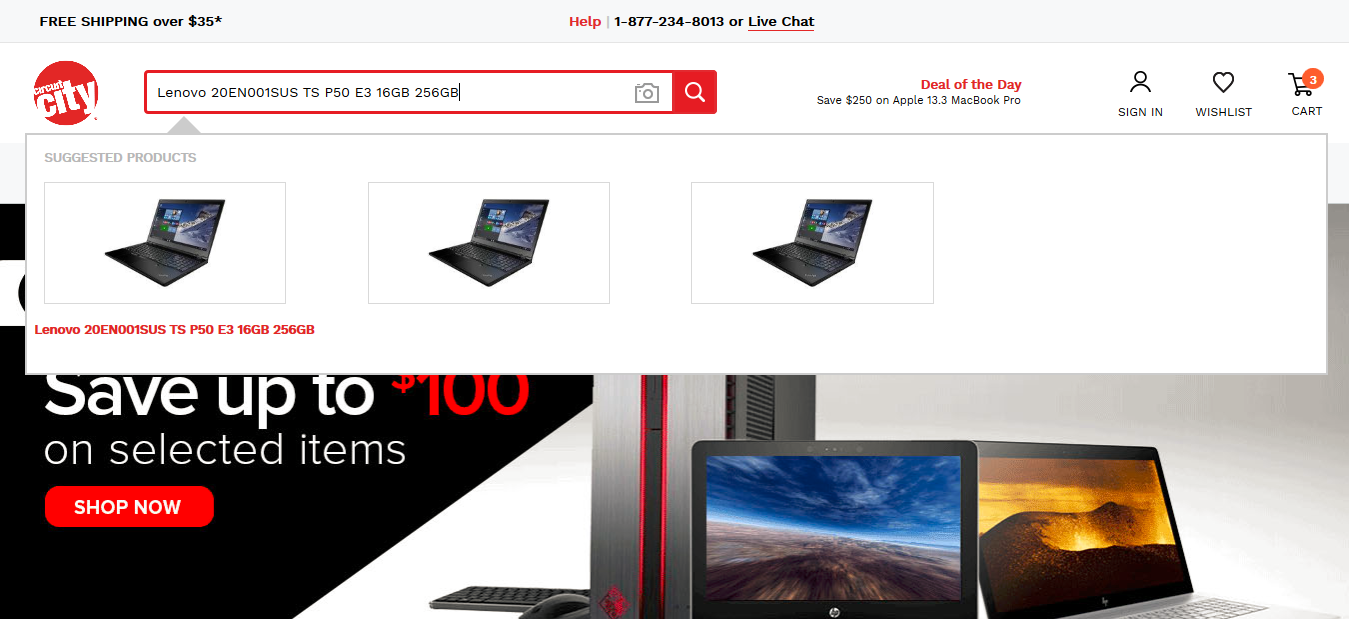 FREE SHIPPING over $35*
Help | 1-877-234-8013 or Live Chat
circuit city
Lenovo 20EN001SUS TS P50 E3 16GB 256GB
Deal of the Day
Save $250 on Apple 13.3 MacBook Pro
SIGN IN
WISHLIST
3
CART
SUGGESTED PRODUCTS
Lenovo 20EN001SUS TS P50 E3 16GB 256GB
Save up to $100
on selected items
SHOP NOW
hp